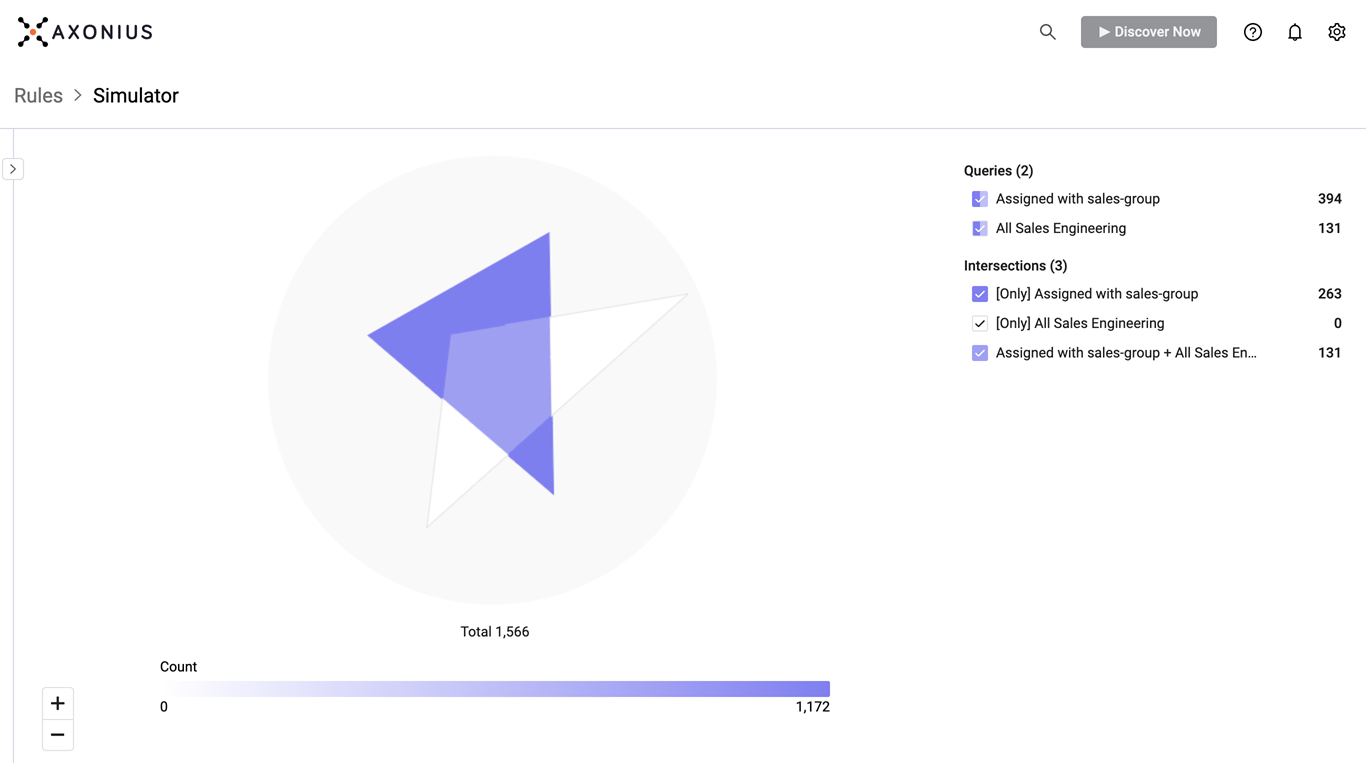 AXONIUS
Discover Now
Rules > Simulator
Queries (2)
Assigned with sales-group 394
All Sales Engineering 131
Intersections (3)
[Only] Assigned with sales-group 263
[Only] All Sales Engineering 0
Assigned with sales-group + All Sales En... 131
Total 1,566
Count
0 1,172